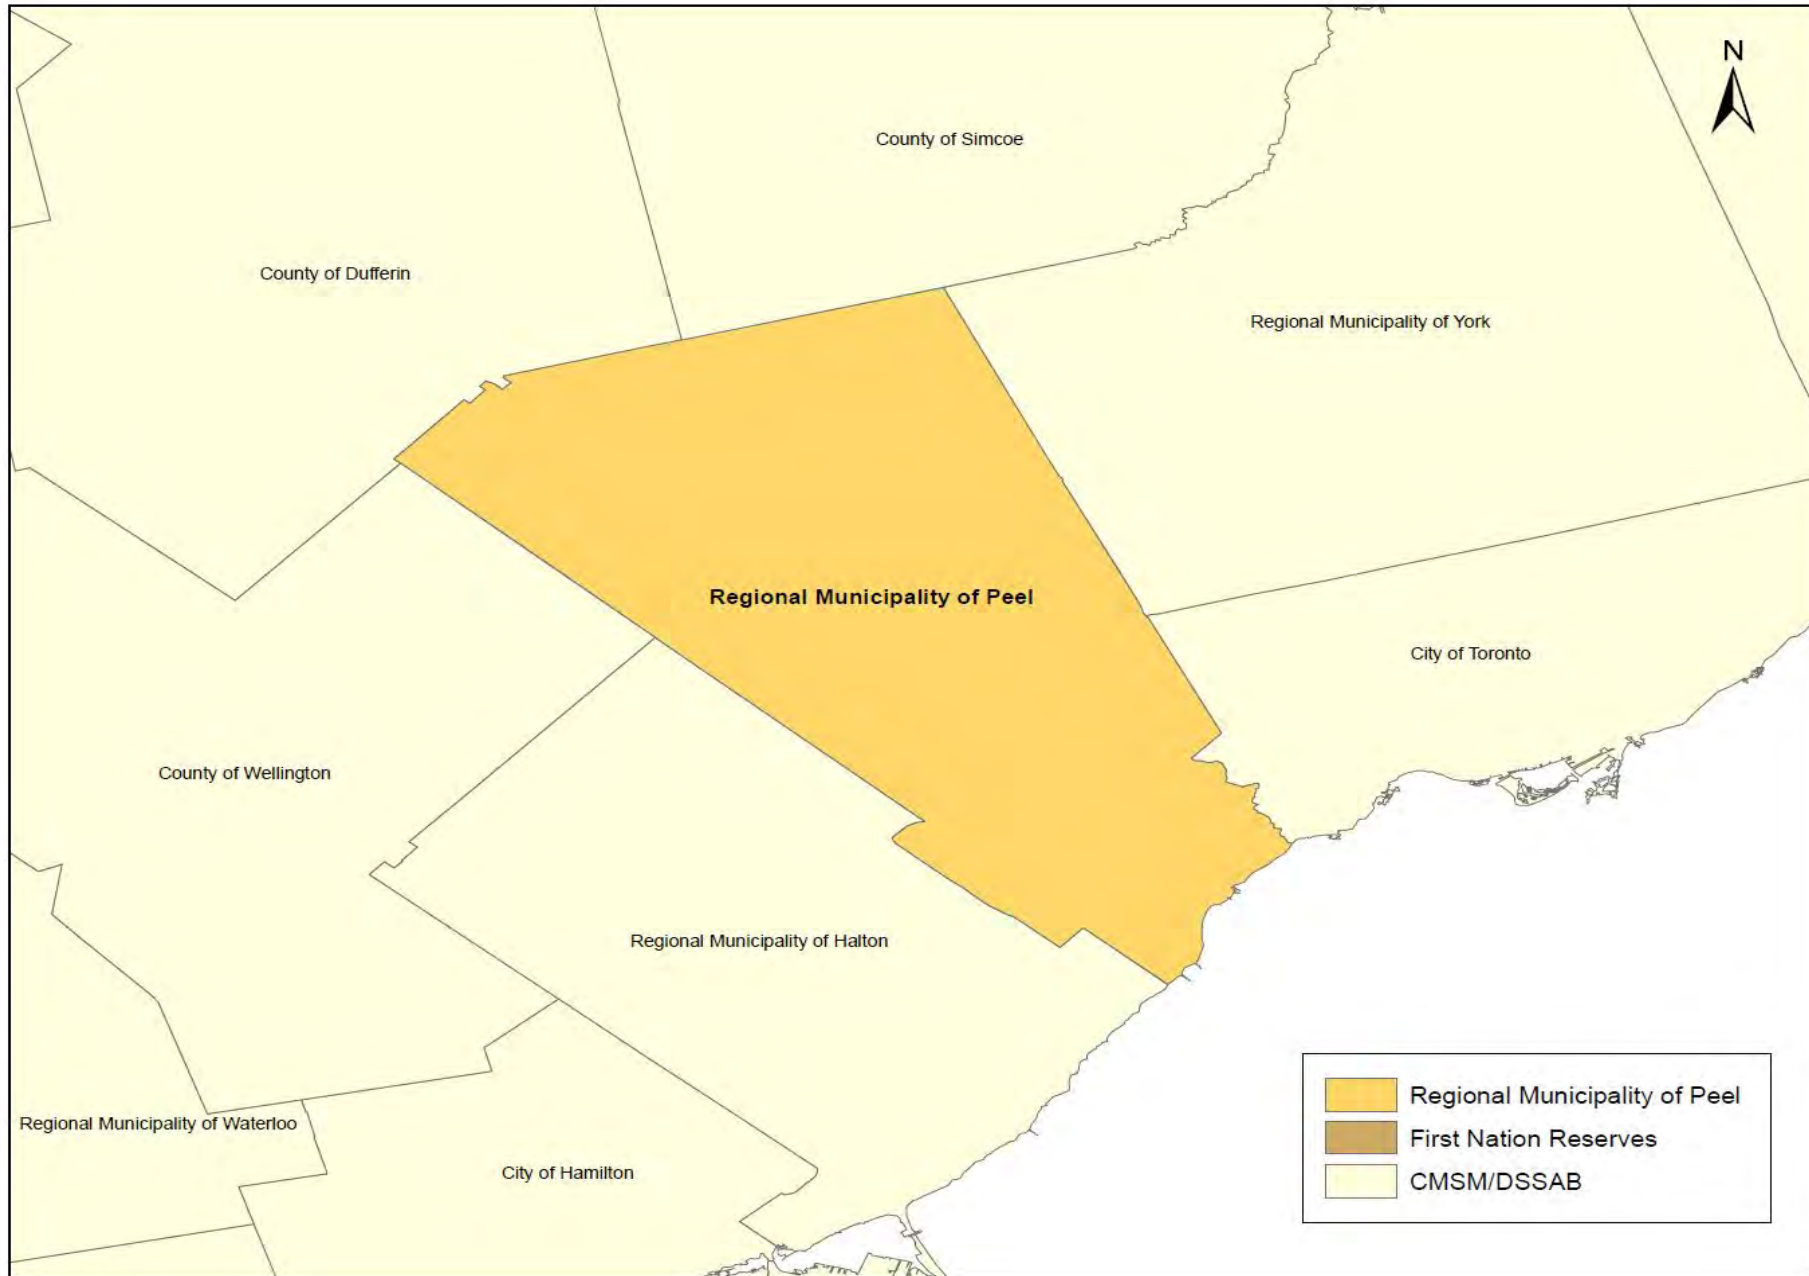 N
County of Simcoe
County of Dufferin
Regional Municipality of York
Regional Municipality of Peel
City of Toronto
County of Wellington
Regional Municipality of Halton
Regional Municipality of Waterloo
City of Hamilton
Regional Municipality of Peel
First Nation Reserves
CMSM/DSSAB